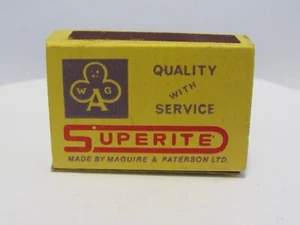 W A G
QUALITY
WITH
SERVICE
SUPERITE
MADE BY MAGUIRE & PATERSON LTD.